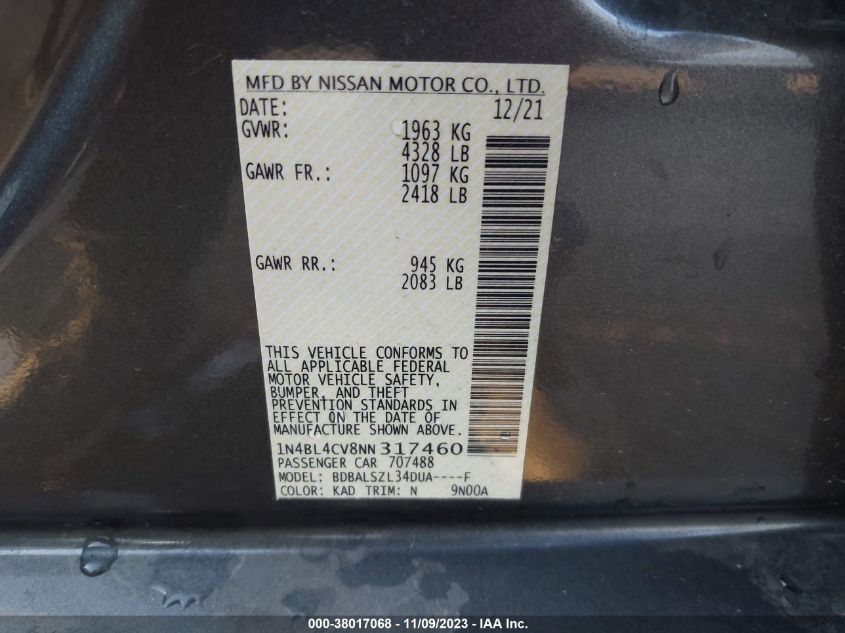 MFD BY NISSAN MOTOR CO., LTD.
DATE: 12/21
GVWR: 1963 KG
4328 LB
GAWR FR.: 1097 KG
2418 LB
GAWR RR.: 945 KG
2083 LB
THIS VEHICLE CONFORMS TO
ALL APPLICABLE FEDERAL
MOTOR VEHICLE SAFETY,
BUMPER, AND THEFT
PREVENTION STANDARDS IN
EFFECT ON THE DATE OF
MANUFACTURE SHOWN ABOVE.
1N4BL4CV8NN 317460
PASSENGER CAR 707488
MODEL: BDBALSZL34DUA----F
COLOR: KAD TRIM: N 9N00A
000-38017068 - 11/09/2023 - IAA Inc.